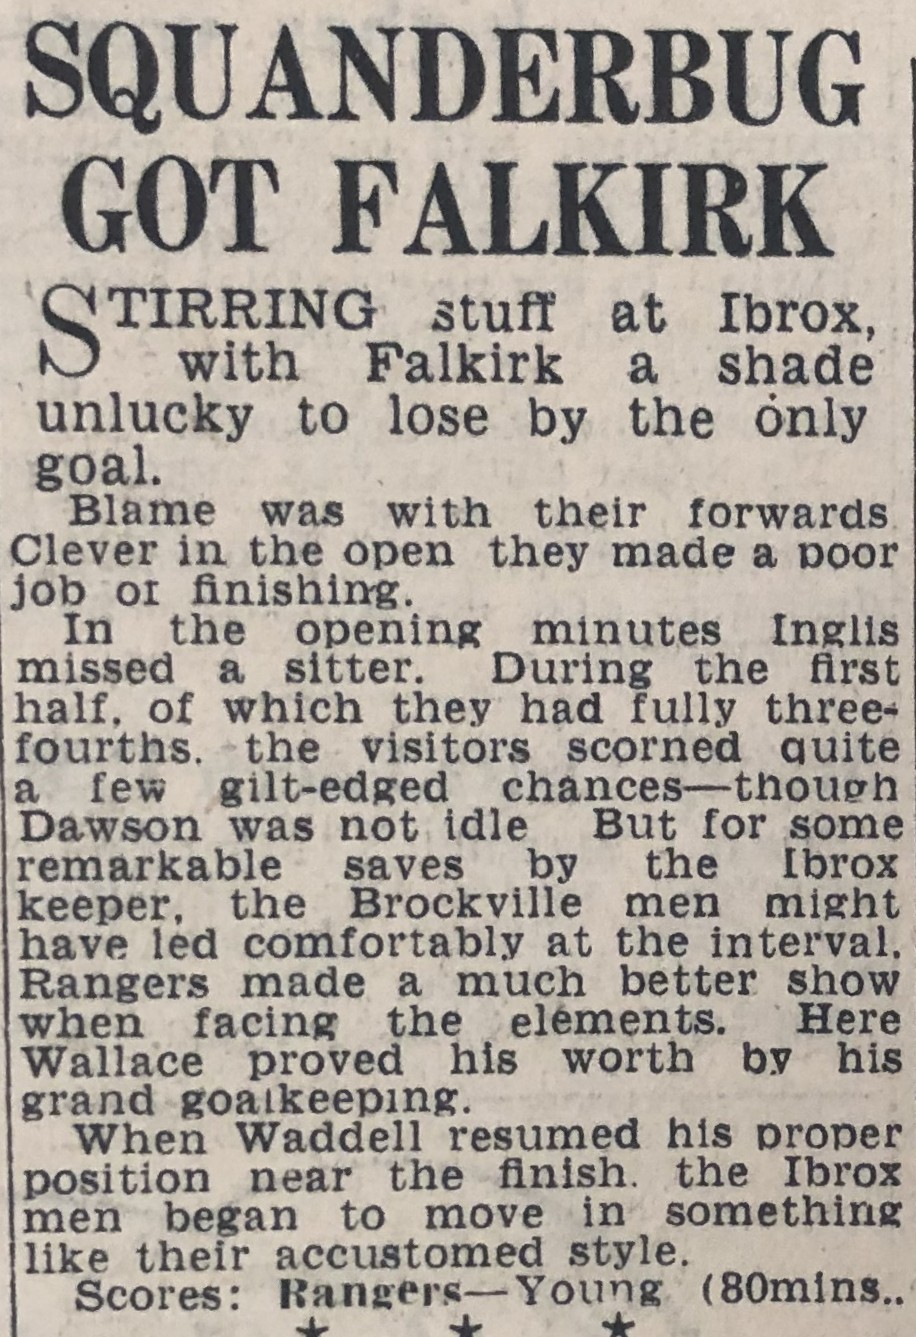 SQUANDERBUG
GOT FALKIRK
STIRRING stuff at Ibrox,
with Falkirk a shade
unlucky to lose by the only
goal.
Blame was with their forwards
Clever in the open they made a poor
job of finishing.
In the opening minutes Inglis
missed a sitter. During the first
half, of which they had fully three-
fourths, the visitors scorned quite
a few gilt-edged chances—though
Dawson was not idle But for some
remarkable saves by the Ibrox
keeper, the Brockville men might
have led comfortably at the interval.
Rangers made a much better show
when facing the elements. Here
Wallace proved his worth by his
grand goalkeeping.
When Waddell resumed his proper
position near the finish, the Ibrox
men began to move in something
like their accustomed style.
Scores: Rangers—Young (80mins..